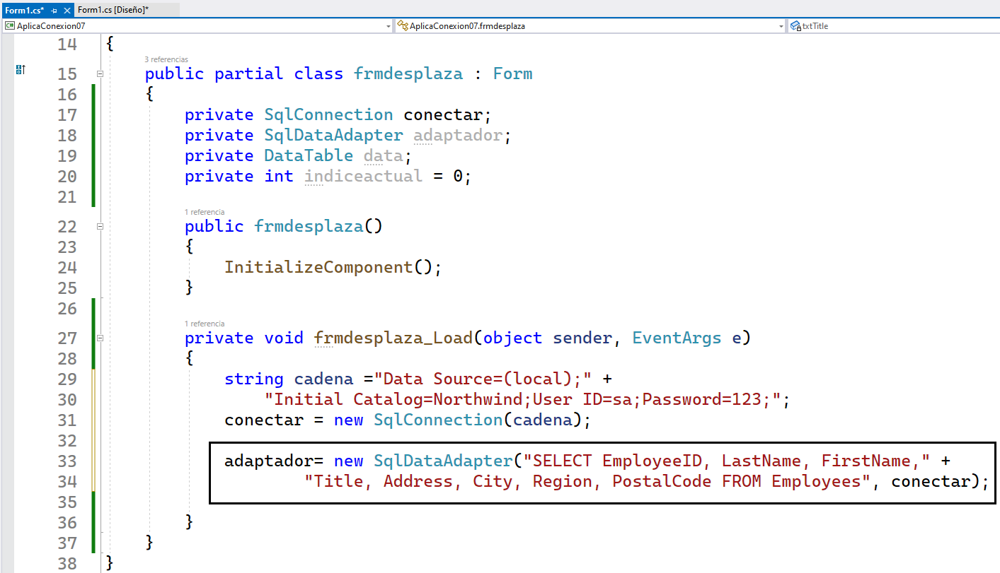 Form1.cs* Form1.cs [Diseño]*
AplicaConexion07 AplicaConexion07.frmdesplaza txtTitle
14 {
3 referencias
15 public partial class frmdesplaza : Form
16 {
17 private SqlConnection conectar;
18 private SqlDataAdapter adaptador;
19 private DataTable data;
20 private int indiceactual = 0;
21
1 referencia
22 public frmdesplaza()
23 {
24 InitializeComponent();
25 }
26
1 referencia
27 private void frmdesplaza_Load(object sender, EventArgs e)
28 {
29 string cadena ="Data Source=(local);" +
30 "Initial Catalog=Northwind;User ID=sa;Password=123;";
31 conectar = new SqlConnection(cadena);
32
33 adaptador= new SqlDataAdapter("SELECT EmployeeID, LastName, FirstName," +
34 "Title, Address, City, Region, PostalCode FROM Employees", conectar);
35
36 }
37 }
38 }